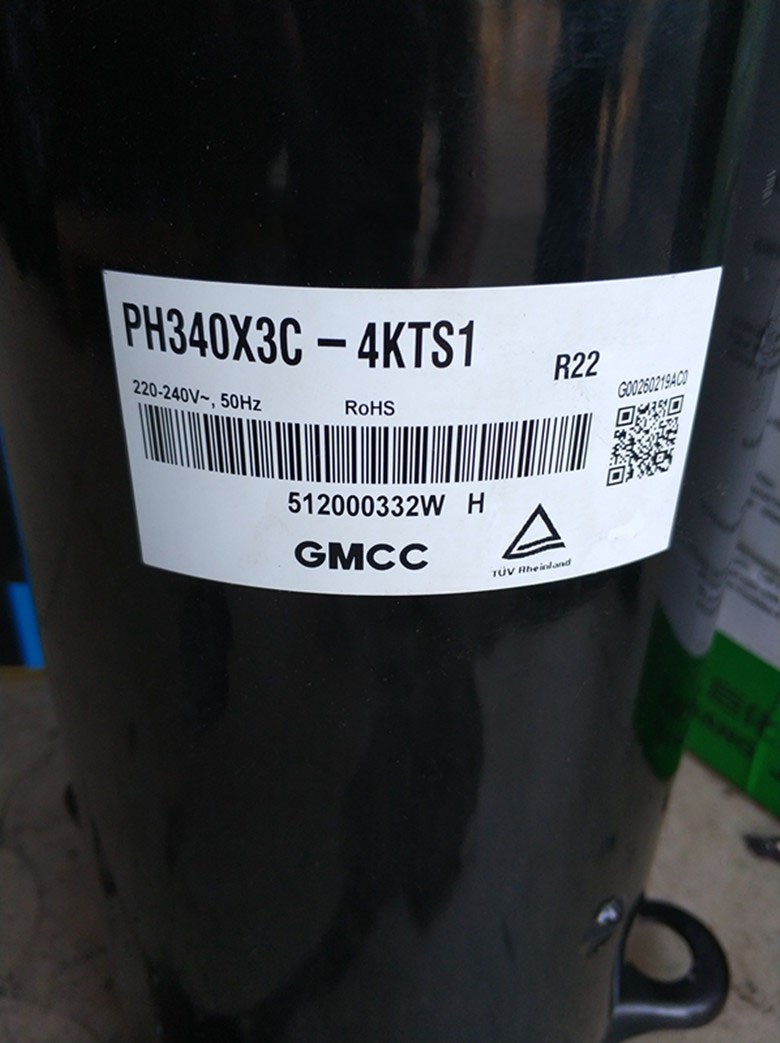 PH340X3C – 4KTS1
R22
G00260219AC0
220-240V~, 50Hz
RoHS
512000332W H
GMCC
TÜV Rheinland